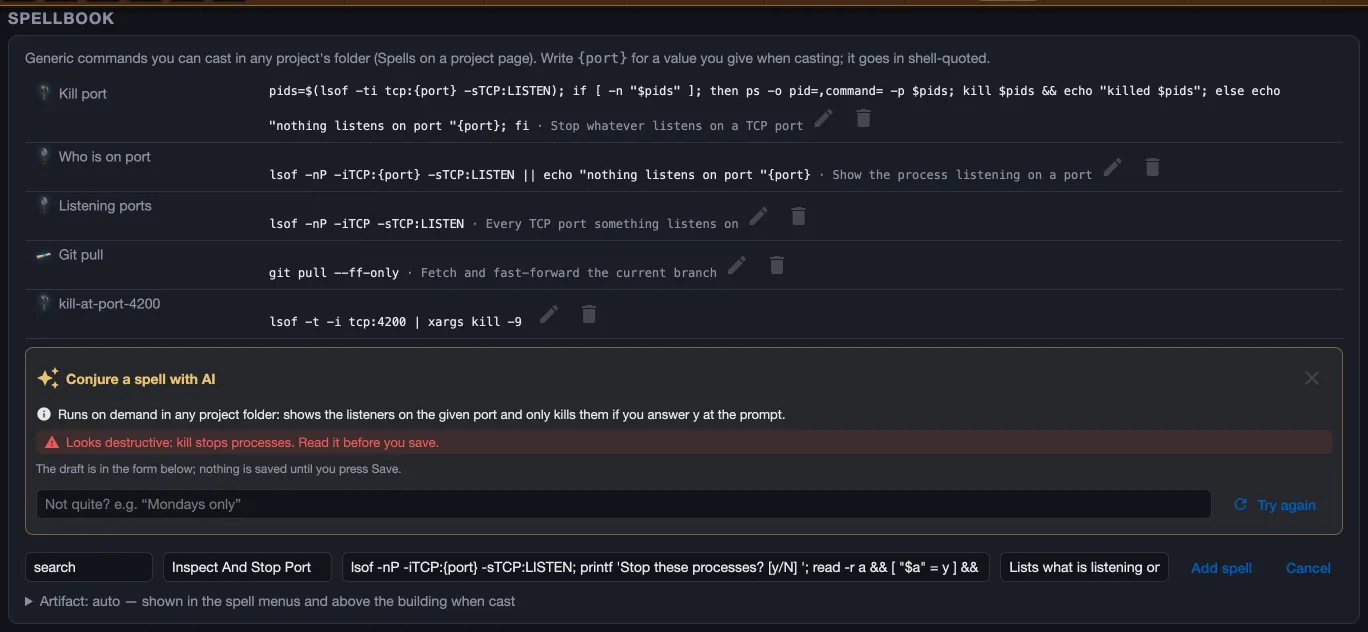 SPELLBOOK
Generic commands you can cast in any project's folder (Spells on a project page). Write {port} for a value you give when casting; it goes in shell-quoted.
Kill port
pids=$(lsof -ti tcp:{port} -sTCP:LISTEN); if [ -n "$pids" ]; then ps -o pid=,command= -p $pids; kill $pids && echo "killed $pids"; else echo
"nothing listens on port "{port}; fi · Stop whatever listens on a TCP port
Who is on port
lsof -nP -iTCP:{port} -sTCP:LISTEN || echo "nothing listens on port "{port} · Show the process listening on a port
Listening ports
lsof -nP -iTCP -sTCP:LISTEN · Every TCP port something listens on
Git pull
git pull --ff-only · Fetch and fast-forward the current branch
kill-at-port-4200
lsof -t -i tcp:4200 | xargs kill -9
Conjure a spell with AI
Runs on demand in any project folder: shows the listeners on the given port and only kills them if you answer y at the prompt.
Looks destructive: kill stops processes. Read it before you save.
The draft is in the form below; nothing is saved until you press Save.
Not quite? e.g. “Mondays only”
Try again
search
Inspect And Stop Port
lsof -nP -iTCP:{port} -sTCP:LISTEN; printf 'Stop these processes? [y/N] '; read -r a && [ "$a" = y ] &&
Lists what is listening or
Add spell
Cancel
Artifact: auto — shown in the spell menus and above the building when cast